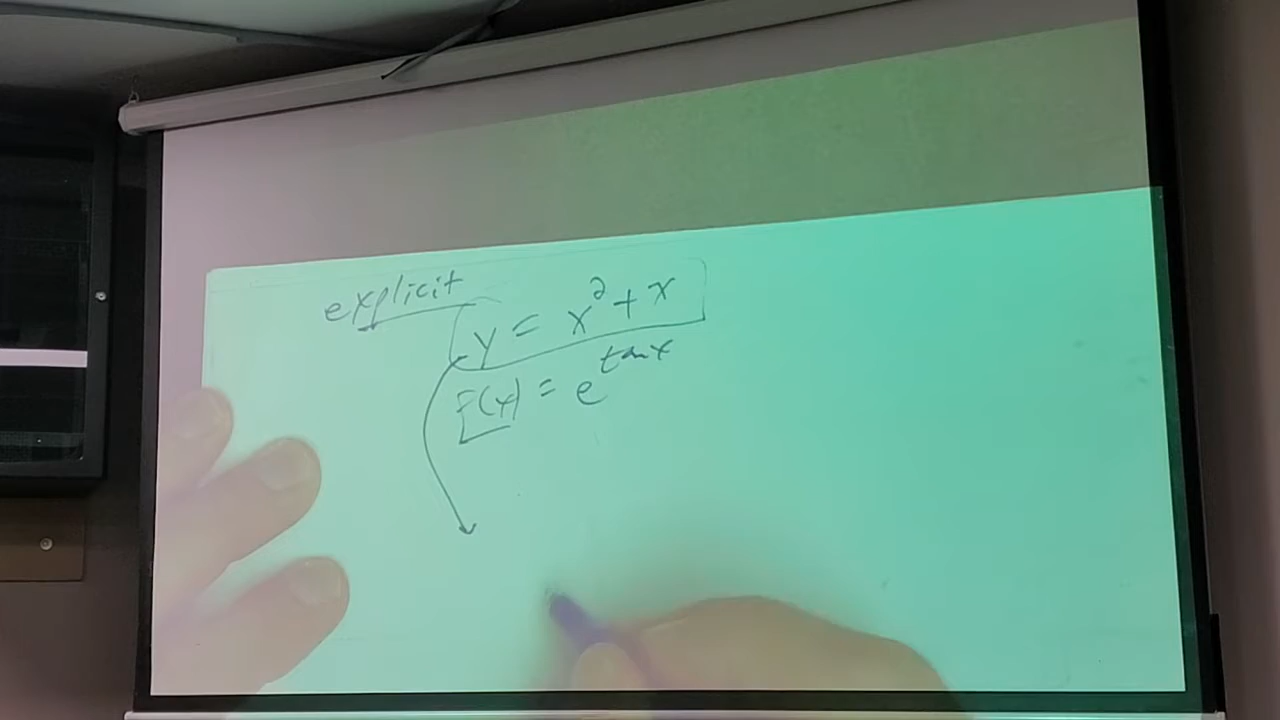 explicit
y = x² + x
F(x) = e^tan x